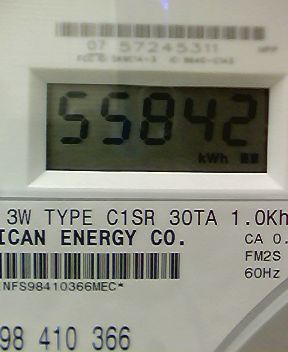 07 57245311
55842
kWh
3W TYPE C1SR 30TA 1.0Kh
ICAN ENERGY CO.
CA 0.
FM2S
60Hz
NFS98410366MEC*
98 410 366